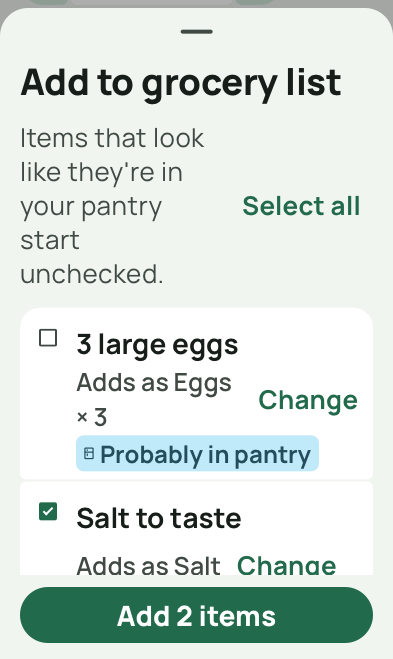 Add to grocery list
Items that look
like they're in
your pantry
start
unchecked.
Select all
3 large eggs
Adds as Eggs
× 3
Change
Probably in pantry
Salt to taste
Adds as Salt
Change
Add 2 items